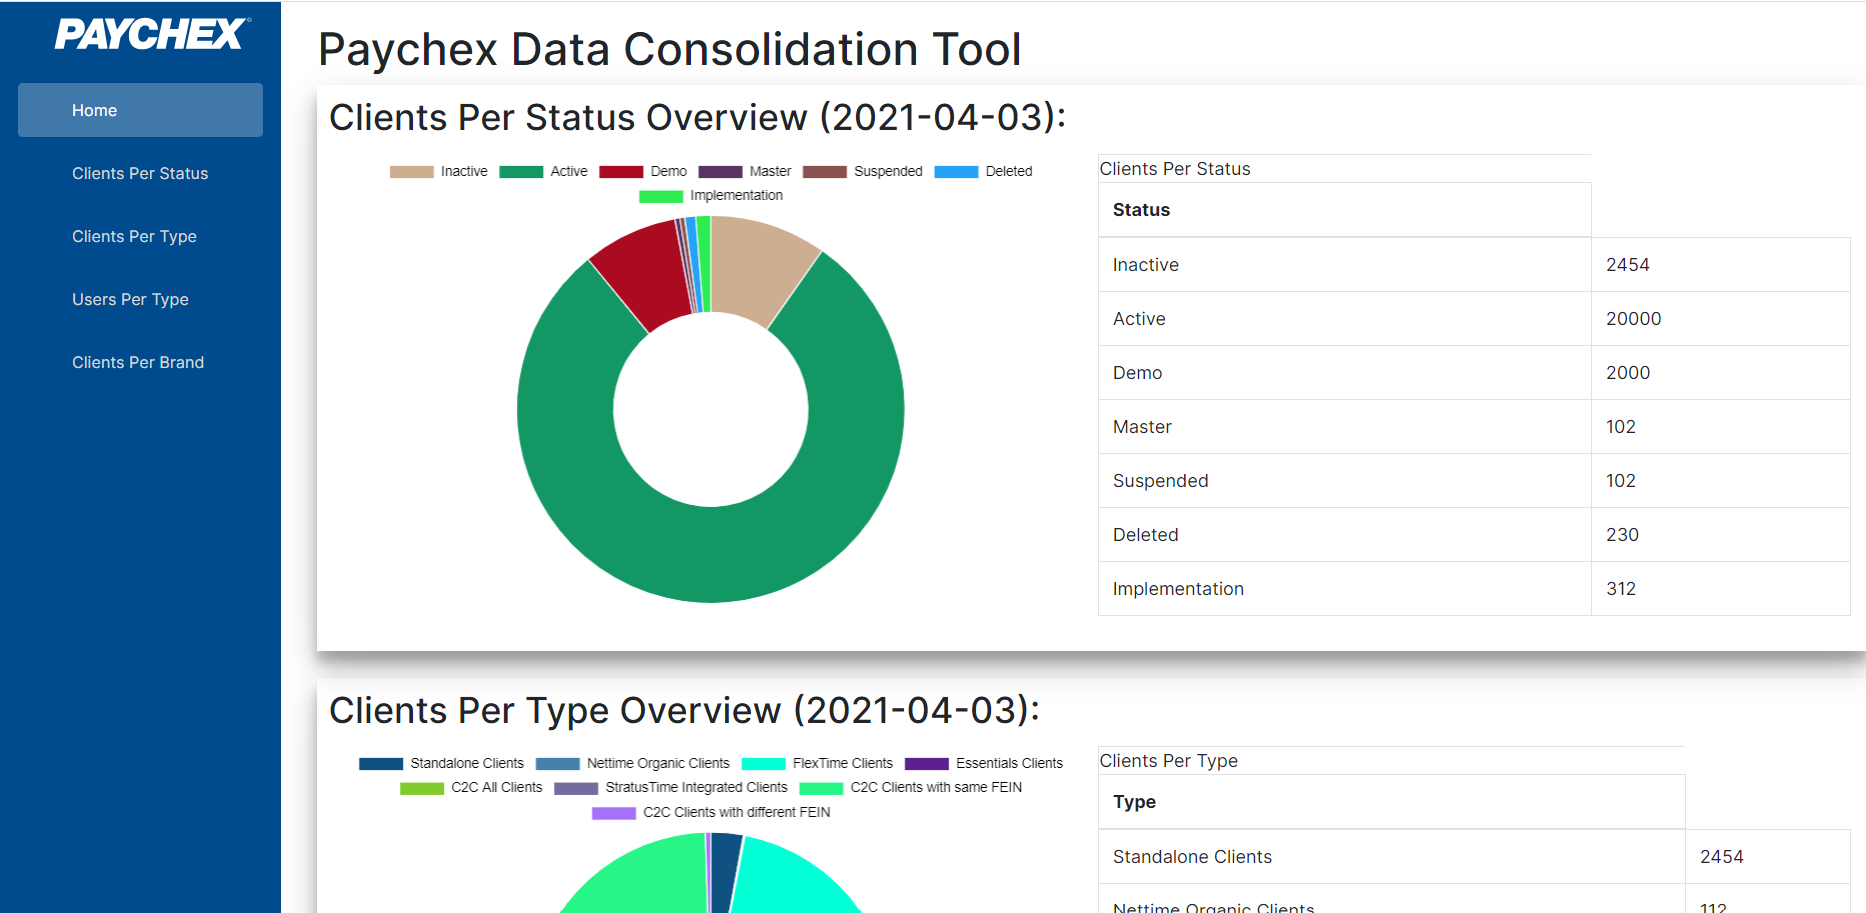 PAYCHEX®
Home
Clients Per Status
Clients Per Type
Users Per Type
Clients Per Brand
Paychex Data Consolidation Tool
Clients Per Status Overview (2021-04-03):
Inactive Active Demo Master Suspended Deleted
Implementation
Clients Per Status
Status
Inactive 2454
Active 20000
Demo 2000
Master 102
Suspended 102
Deleted 230
Implementation 312
Clients Per Type Overview (2021-04-03):
Standalone Clients Nettime Organic Clients FlexTime Clients Essentials Clients
C2C All Clients StratusTime Integrated Clients C2C Clients with same FEIN
C2C Clients with different FEIN
Clients Per Type
Type
Standalone Clients 2454
Nettime Organic Clients 112